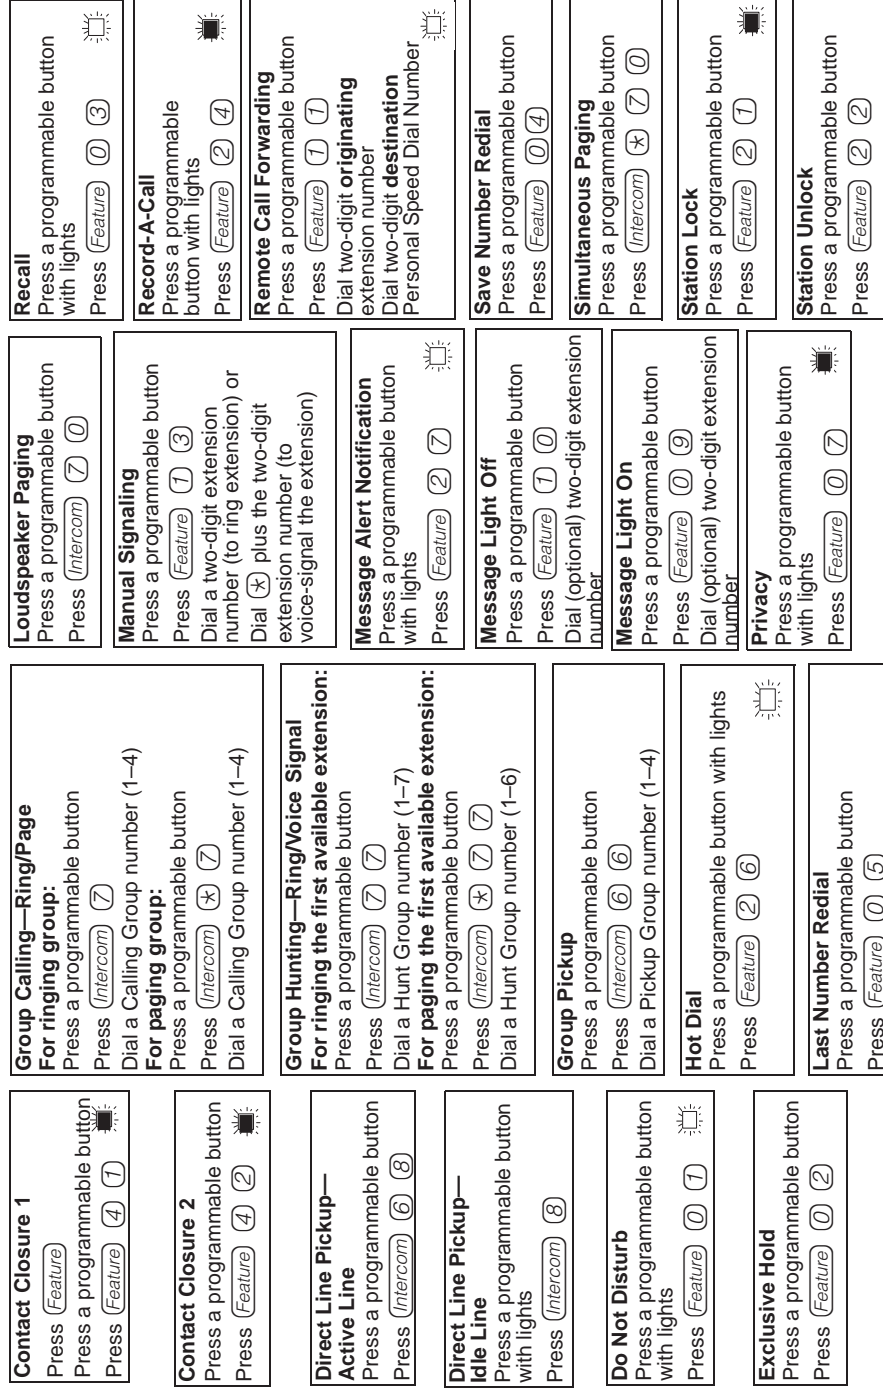 Contact Closure 1
Press Feature
Press a programmable button
Press Feature 4 1
Contact Closure 2
Press a programmable button
Press Feature 4 2
Direct Line Pickup—
Active Line
Press a programmable button
Press Intercom 6 8
Direct Line Pickup—
Idle Line
Press a programmable button
with lights
Press Intercom 8
Do Not Disturb
Press a programmable button
with lights
Press Feature 0 1
Exclusive Hold
Press a programmable button
Press Feature 0 2
Group Calling—Ring/Page
For ringing group:
Press a programmable button
Press Intercom 7
Dial a Calling Group number (1–4)
For paging group:
Press a programmable button
Press Intercom * 7
Dial a Calling Group number (1–4)
Group Hunting—Ring/Voice Signal
For ringing the first available extension:
Press a programmable button
Press Intercom 7 7
Dial a Hunt Group number (1–7)
For paging the first available extension:
Press a programmable button
Press Intercom * 7 7
Dial a Hunt Group number (1–6)
Group Pickup
Press a programmable button
Press Intercom 6 6
Dial a Pickup Group number (1–4)
Hot Dial
Press a programmable button with lights
Press Feature 2 6
Last Number Redial
Press a programmable button
Press Feature 0 5
Loudspeaker Paging
Press a programmable button
Press Intercom 7 0
Manual Signaling
Press a programmable button
Press Feature 1 3
Dial a two-digit extension
number (to ring extension) or
Dial * plus the two-digit
extension number (to
voice-signal the extension)
Message Alert Notification
Press a programmable button
with lights
Press Feature 2 7
Message Light Off
Press a programmable button
Press Feature 1 0
Dial (optional) two-digit extension
number
Message Light On
Press a programmable button
Press Feature 0 9
Dial (optional) two-digit extension
number
Privacy
Press a programmable button
with lights
Press Feature 0 7
Recall
Press a programmable button
with lights
Press Feature 0 3
Record-A-Call
Press a programmable
button with lights
Press Feature 2 4
Remote Call Forwarding
Press a programmable button
Press Feature 1 1
Dial two-digit originating
extension number
Dial two-digit destination
Personal Speed Dial Number
Save Number Redial
Press a programmable button
Press Feature 0 4
Simultaneous Paging
Press a programmable button
Press Intercom * 7 0
Station Lock
Press a programmable button
Press Feature 2 1
Station Unlock
Press a programmable button
Press Feature 2 2